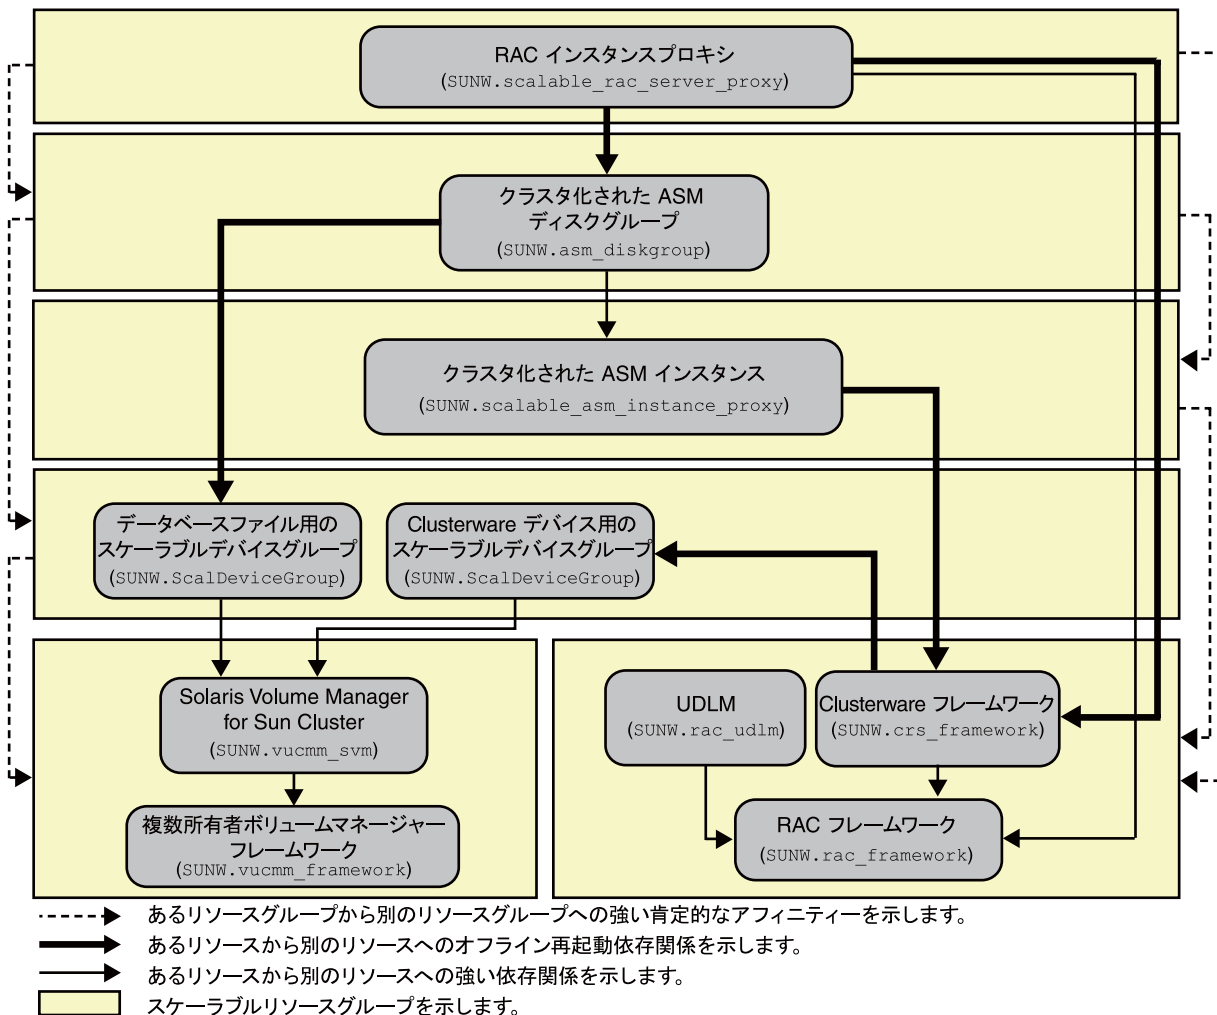 RAC インスタンスプロキシ
(SUNW.scalable_rac_server_proxy)
クラスタ化された ASM
ディスクグループ
(SUNW.asm_diskgroup)
クラスタ化された ASM インスタンス
(SUNW.scalable_asm_instance_proxy)
データベースファイル用の
スケーラブルデバイスグループ
(SUNW.ScalDeviceGroup)
Clusterware デバイス用の
スケーラブルデバイスグループ
(SUNW.ScalDeviceGroup)
Solaris Volume Manager
for Sun Cluster
(SUNW.vucmm_svm)
複数所有者ボリュームマネージャー
フレームワーク
(SUNW.vucmm_framework)
UDLM
(SUNW.rac_udlm)
Clusterware フレームワーク
(SUNW.crs_framework)
RAC フレームワーク
(SUNW.rac_framework)
あるリソースグループから別のリソースグループへの強い肯定的なアフィニティーを示します。
あるリソースから別のリソースへのオフライン再起動依存関係を示します。
あるリソースから別のリソースへの強い依存関係を示します。
スケーラブルリソースグループを示します。